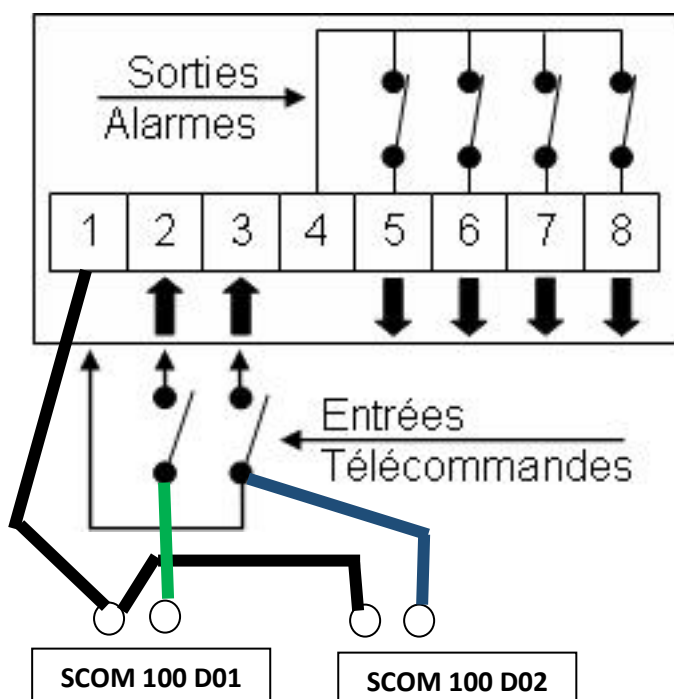 Sorties
Alarmes
1 2 3 4 5 6 7 8
Entrées
Télécommandes
SCOM 100 D01
SCOM 100 D02